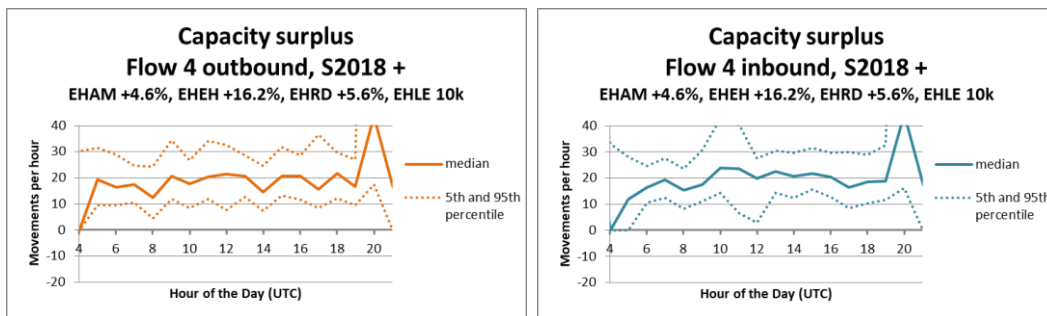 Capacity surplus
Flow 4 outbound, S2018 +
EHAM +4.6%, EHEH +16.2%, EHRD +5.6%, EHLE 10k
Movements per hour
40
30
20
10
0
-10
-20
4 6 8 10 12 14 16 18 20
Hour of the Day (UTC)
median
5th and 95th
percentile
Capacity surplus
Flow 4 inbound, S2018 +
EHAM +4.6%, EHEH +16.2%, EHRD +5.6%, EHLE 10k
Movements per hour
40
30
20
10
0
-10
-20
4 6 8 10 12 14 16 18 20
Hour of the Day (UTC)
median
5th and 95th
percentile